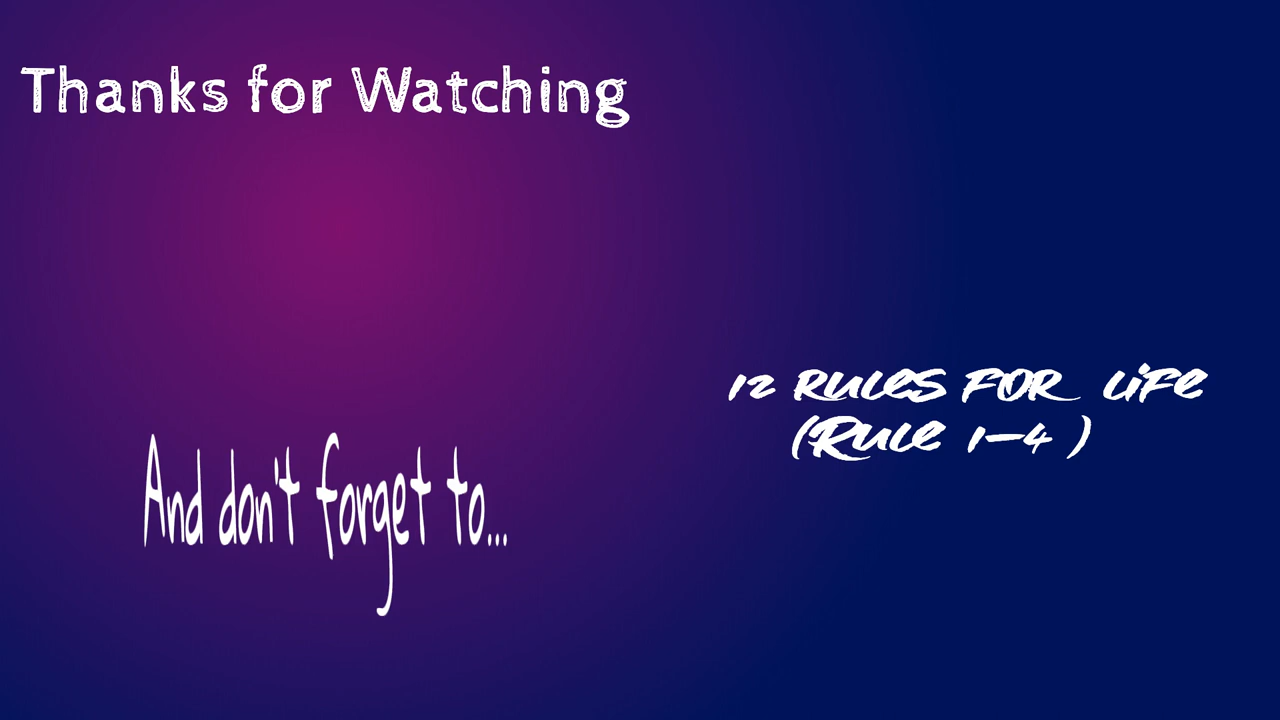 Thanks for Watching
12 RULES FOR LIFE
(RULE 1-4 )
And don't forget to...